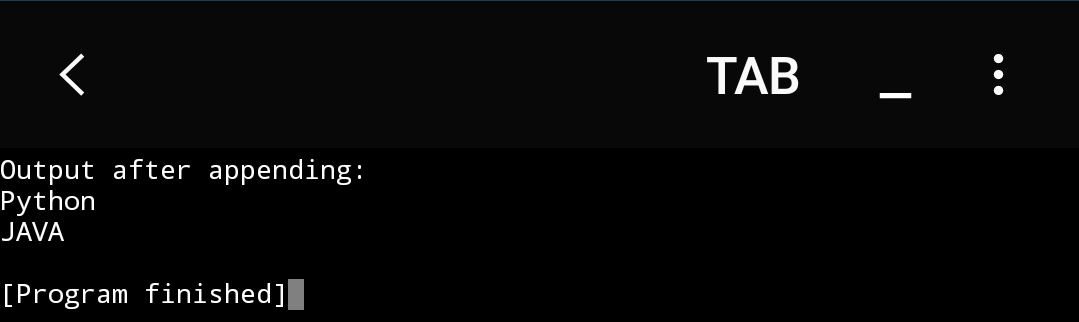 TAB _
Output after appending:
Python
JAVA
[Program finished]